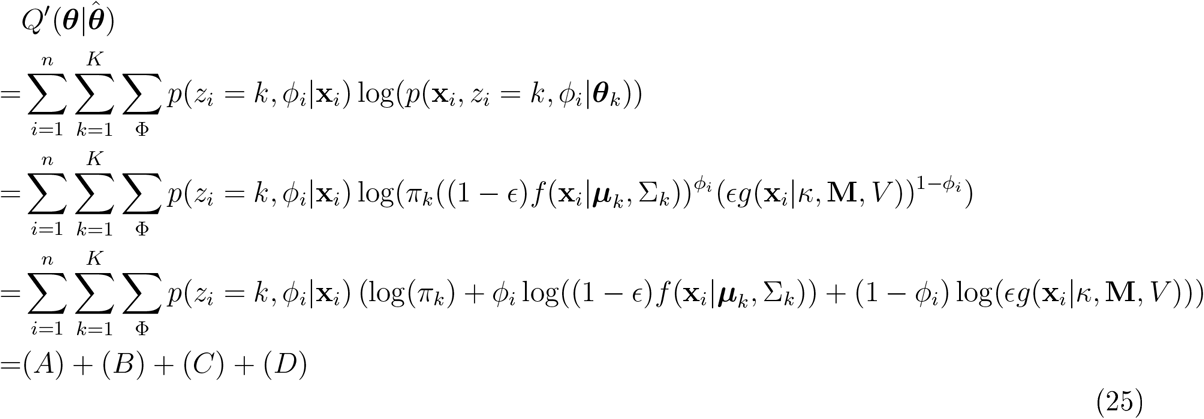 Q′(θ|θ̂)
= ∑_{i=1}^{n} ∑_{k=1}^{K} ∑_{Φ} p(z_i = k, ϕ_i|x_i) log(p(x_i, z_i = k, ϕ_i|θ_k))
= ∑_{i=1}^{n} ∑_{k=1}^{K} ∑_{Φ} p(z_i = k, ϕ_i|x_i) log(π_k((1 − ϵ)f(x_i|μ_k, Σ_k))^{ϕ_i}(ϵg(x_i|κ, M, V))^{1−ϕ_i})
= ∑_{i=1}^{n} ∑_{k=1}^{K} ∑_{Φ} p(z_i = k, ϕ_i|x_i) (log(π_k) + ϕ_i log((1 − ϵ)f(x_i|μ_k, Σ_k)) + (1 − ϕ_i) log(ϵg(x_i|κ, M, V)))
=(A) + (B) + (C) + (D)
(25)